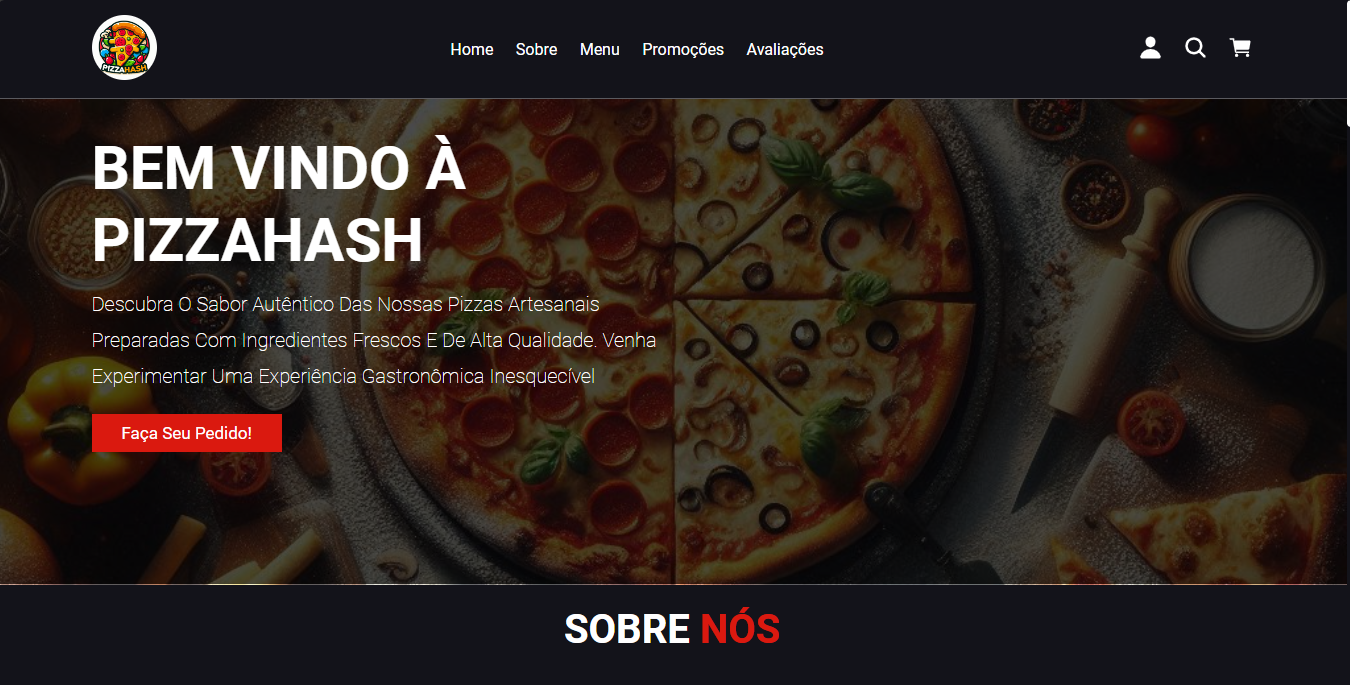 PIZZAHASH
Home Sobre Menu Promoções Avaliações
BEM VINDO À
PIZZAHASH
Descubra O Sabor Autêntico Das Nossas Pizzas Artesanais
Preparadas Com Ingredientes Frescos E De Alta Qualidade. Venha
Experimentar Uma Experiência Gastronômica Inesquecível
Faça Seu Pedido!
SOBRE NÓS